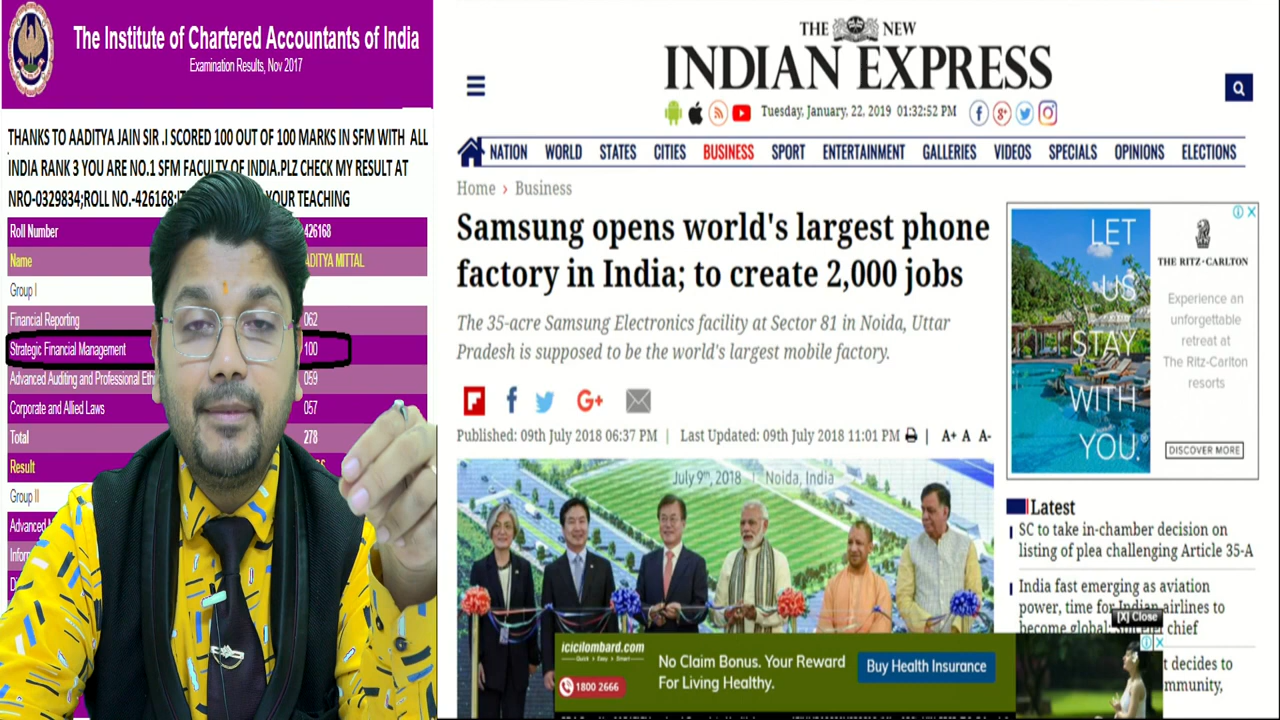 The Institute of Chartered Accountants of India
Examination Results, Nov 2017
THANKS TO AADITYA JAIN SIR .I SCORED 100 OUT OF 100 MARKS IN SFM WITH ALL
INDIA RANK 3 YOU ARE NO.1 SFM FACULTY OF INDIA.PLZ CHECK MY RESULT AT
NRO-0329834;ROLL NO.-426168; YOUR TEACHING
Roll Number 426168
Name ADITYA MITTAL
Group I
Financial Reporting 062
Strategic Financial Management 100
Advanced Auditing and Professional Eth 059
Corporate and Allied Laws 057
Total 278
Result
Group II
THE NEW
INDIAN EXPRESS
Tuesday, January, 22, 2019 01:32:52 PM
NATION WORLD STATES CITIES BUSINESS SPORT ENTERTAINMENT GALLERIES VIDEOS SPECIALS OPINIONS ELECTIONS
Home › Business
Samsung opens world's largest phone
factory in India; to create 2,000 jobs
The 35-acre Samsung Electronics facility at Sector 81 in Noida, Uttar
Pradesh is supposed to be the world's largest mobile factory.
Published: 09th July 2018 06:37 PM | Last Updated: 09th July 2018 11:01 PM | A+ A A-
July 9th, 2018 | Noida, India
LET
US
STAY
WITH
YOU.
THE RITZ-CARLTON
Experience an
unforgettable
retreat at
The Ritz-Carlton
resorts
DISCOVER MORE
Latest
SC to take in-chamber decision on
listing of plea challenging Article 35-A
India fast emerging as aviation
power, time for Indian airlines to
become global: chief
[X] Close
t decides to
mmunity,
icicilombard.com
Quick Easy Smart
1800 2666
No Claim Bonus. Your Reward
For Living Healthy.
Buy Health Insurance